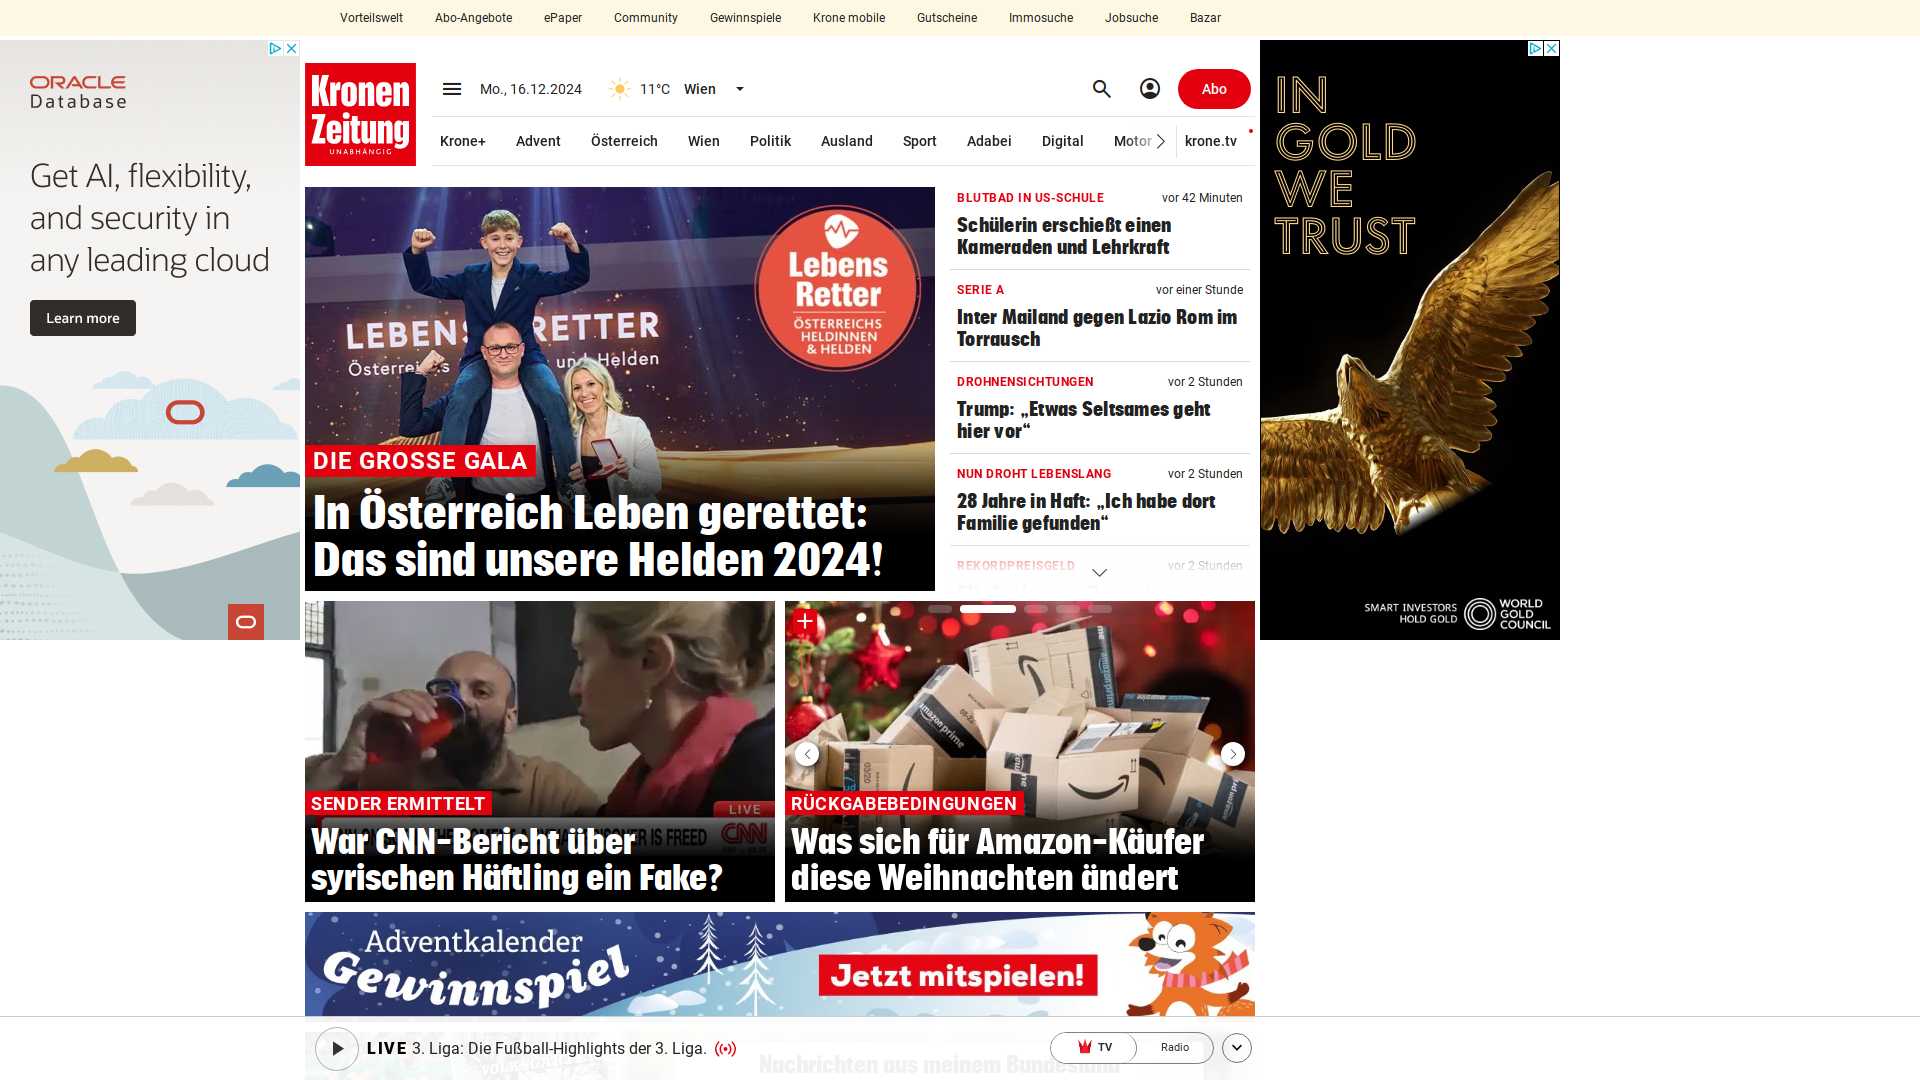 Vorteilswelt Abo-Angebote ePaper Community Gewinnspiele Krone mobile Gutscheine Immosuche Jobsuche Bazar
ORACLE
Database
Get AI, flexibility,
and security in
any leading cloud
Learn more
Kronen
Zeitung
UNABHÄNGIG
Mo., 16.12.2024 11°C Wien
Abo
Krone+ Advent Österreich Wien Politik Ausland Sport Adabei Digital Motor krone.tv
IN
GOLD
WE
TRUST
SMART INVESTORS
HOLD GOLD
WORLD
GOLD
COUNCIL
Lebens
Retter
ÖSTERREICHS
HELDINNEN
& HELDEN
DIE GROSSE GALA
In Österreich Leben gerettet:
Das sind unsere Helden 2024!
BLUTBAD IN US-SCHULE vor 42 Minuten
Schülerin erschießt einen
Kameraden und Lehrkraft
SERIE A vor einer Stunde
Inter Mailand gegen Lazio Rom im
Torrausch
DROHNENSICHTUNGEN vor 2 Stunden
Trump: „Etwas Seltsames geht
hier vor“
NUN DROHT LEBENSLANG vor 2 Stunden
28 Jahre in Haft: „Ich habe dort
Familie gefunden“
REKORDPREISGELD vor 2 Stunden
LIVE
CNN
SENDER ERMITTELT
War CNN-Bericht über
syrischen Häftling ein Fake?
amazon prime
RÜCKGABEBEDINGUNGEN
Was sich für Amazon-Käufer
diese Weihnachten ändert
Adventkalender
Gewinnspiel
Jetzt mitspielen!
LIVE 3. Liga: Die Fußball-Highlights der 3. Liga.
TV Radio
Nachrichten aus meinem Bundesland